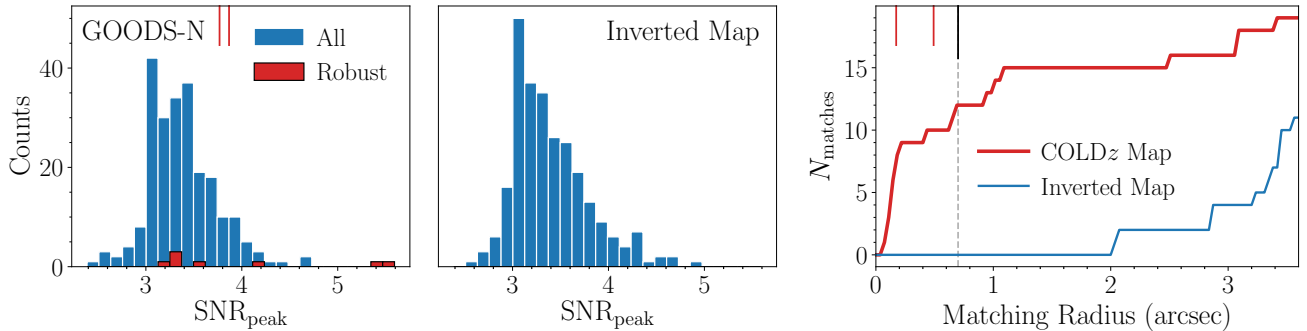 GOODS-N
All
Robust
Counts
0
20
40
3
4
5
SNR_peak
Inverted Map
3
4
5
SNR_peak
N_matches
0
5
10
15
COLDz Map
Inverted Map
0
1
2
3
Matching Radius (arcsec)